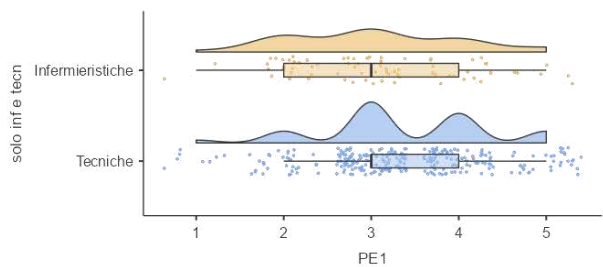 solo inf e tecn
Infermieristiche
Tecniche
1 2 3 4 5
PE1